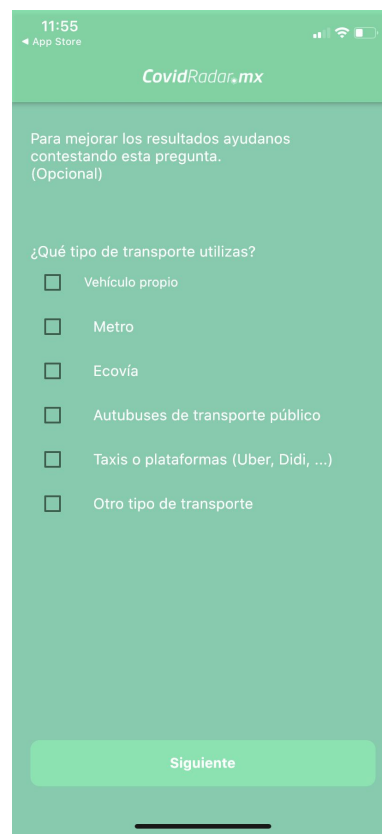 11:55
◀ App Store
CovidRadar.mx
Para mejorar los resultados ayudanos
contestando esta pregunta.
(Opcional)
¿Qué tipo de transporte utilizas?
Vehículo propio
Metro
Ecovía
Autubuses de transporte público
Taxis o plataformas (Uber, Didi, ...)
Otro tipo de transporte
Siguiente